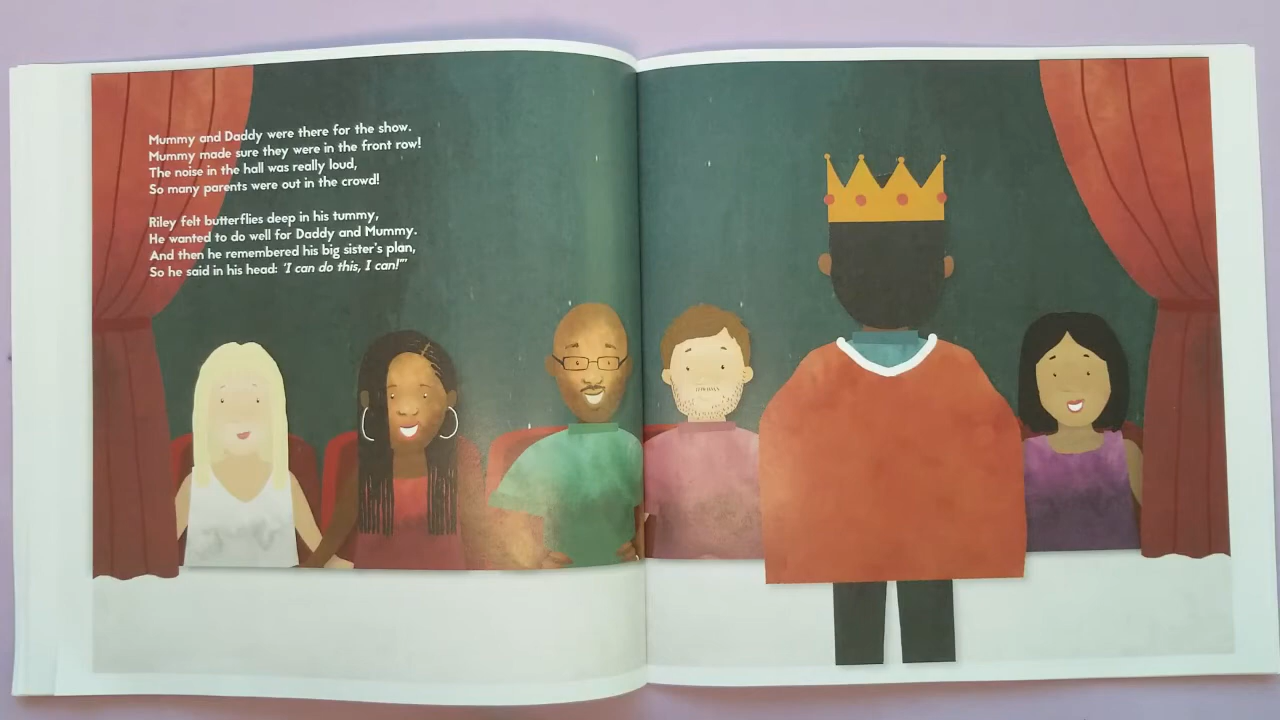 Mummy and Daddy were there for the show.
Mummy made sure they were in the front row!
The noise in the hall was really loud,
So many parents were out in the crowd!
Riley felt butterflies deep in his tummy,
He wanted to do well for Daddy and Mummy.
And then he remembered his big sister's plan,
So he said in his head: 'I can do this, I can!'"